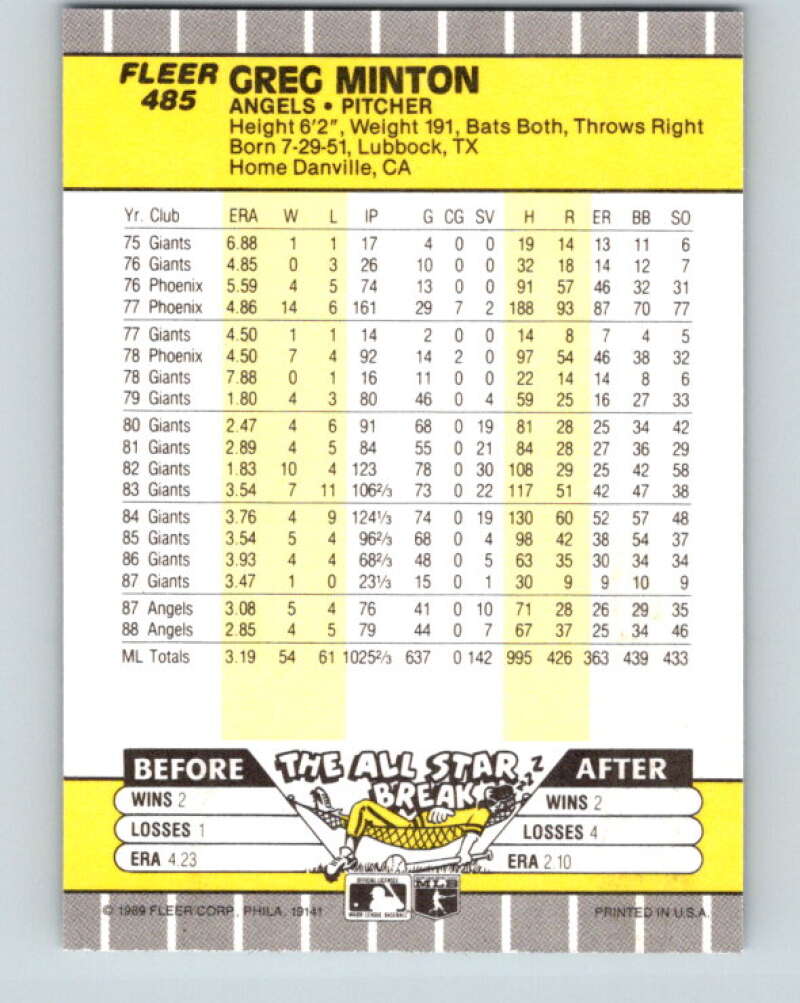 FLEER
485
GREG MINTON
ANGELS • PITCHER
Height 6'2", Weight 191, Bats Both, Throws Right
Born 7-29-51, Lubbock, TX
Home Danville, CA
Yr. Club ERA W L IP G CG SV H R ER BB SO
75 Giants 6.88 1 1 17 4 0 0 19 14 13 11 6
76 Giants 4.85 0 3 26 10 0 0 32 18 14 12 7
76 Phoenix 5.59 4 5 74 13 0 0 91 57 46 32 31
77 Phoenix 4.86 14 6 161 29 7 2 188 93 87 70 77
77 Giants 4.50 1 1 14 2 0 0 14 8 7 4 5
78 Phoenix 4.50 7 4 92 14 2 0 97 54 46 38 32
78 Giants 7.88 0 1 16 11 0 0 22 14 14 8 6
79 Giants 1.80 4 3 80 46 0 4 59 25 16 27 33
80 Giants 2.47 4 6 91 68 0 19 81 28 25 34 42
81 Giants 2.89 4 5 84 55 0 21 84 28 27 36 29
82 Giants 1.83 10 4 123 78 0 30 108 29 25 42 58
83 Giants 3.54 7 11 106⅔ 73 0 22 117 51 42 47 38
84 Giants 3.76 4 9 124⅓ 74 0 19 130 60 52 57 48
85 Giants 3.54 5 4 96⅔ 68 0 4 98 42 38 54 37
86 Giants 3.93 4 4 68⅔ 48 0 5 63 35 30 34 34
87 Giants 3.47 1 0 23⅓ 15 0 1 30 9 9 10 9
87 Angels 3.08 5 4 76 41 0 10 71 28 26 29 35
88 Angels 2.85 4 5 79 44 0 7 67 37 25 34 46
ML Totals 3.19 54 61 1025⅔ 637 0 142 995 426 363 439 433
BEFORE THE ALL STAR BREAK ZZZ AFTER
WINS 2 WINS 2
LOSSES 1 LOSSES 4
ERA 4.23 ERA 2.10
OFFICIAL LICENSEE
MAJOR LEAGUE BASEBALL
© 1989 FLEER CORP., PHILA. 19141 PRINTED IN U.S.A.